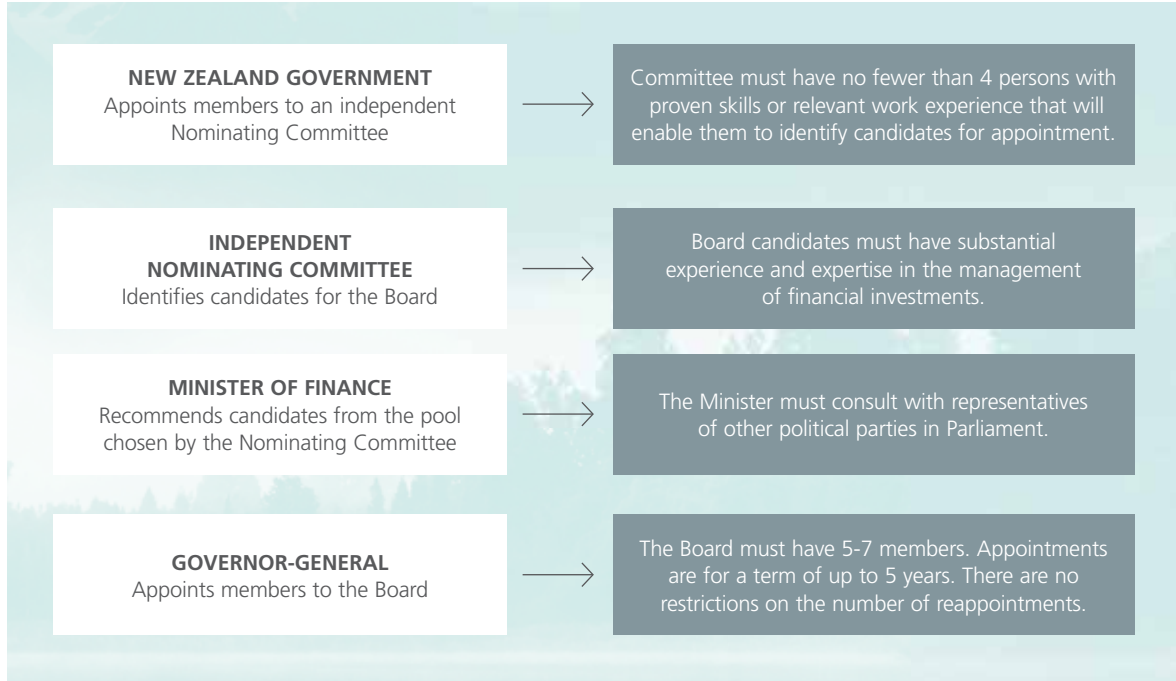 NEW ZEALAND GOVERNMENT
Appoints members to an independent
Nominating Committee
Committee must have no fewer than 4 persons with
proven skills or relevant work experience that will
enable them to identify candidates for appointment.
INDEPENDENT
NOMINATING COMMITTEE
Identifies candidates for the Board
Board candidates must have substantial
experience and expertise in the management
of financial investments.
MINISTER OF FINANCE
Recommends candidates from the pool
chosen by the Nominating Committee
The Minister must consult with representatives
of other political parties in Parliament.
GOVERNOR-GENERAL
Appoints members to the Board
The Board must have 5-7 members. Appointments
are for a term of up to 5 years. There are no
restrictions on the number of reappointments.